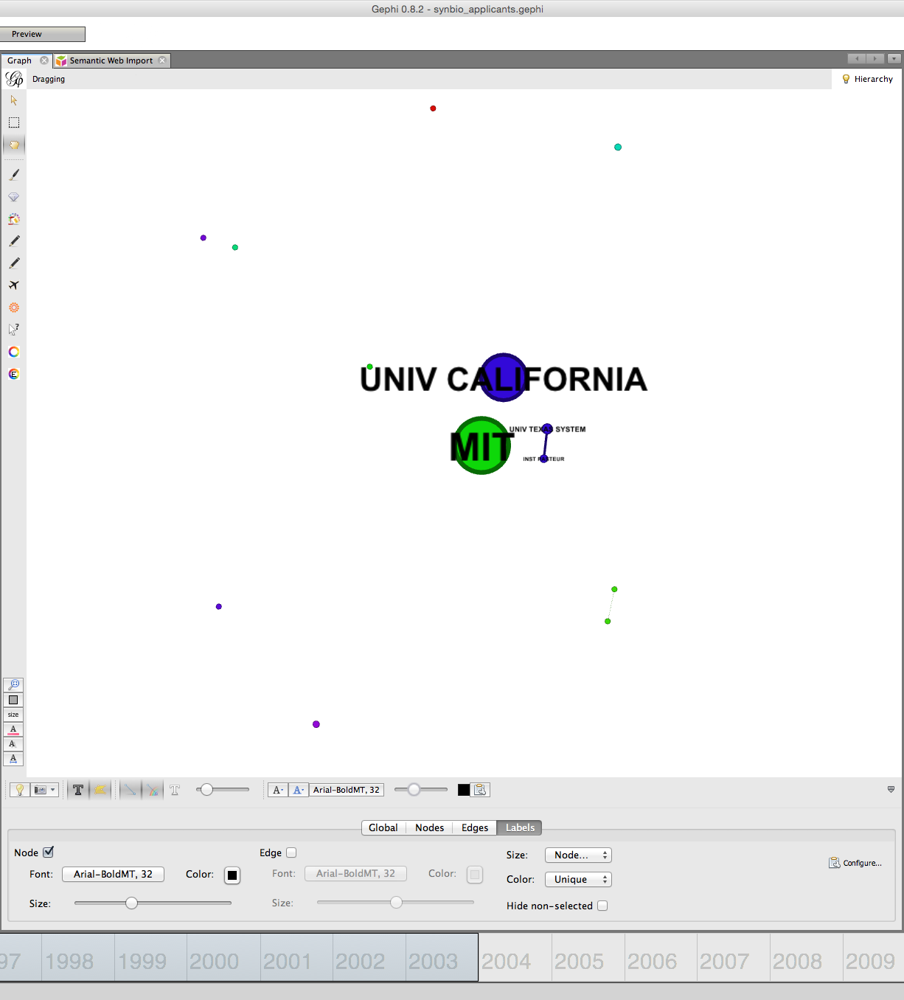 Gephi 0.8.2 - synbio_applicants.gephi
Preview
Graph
Semantic Web Import
Dragging
Hierarchy
UNIV CALIFORNIA
UNIV TEXAS SYSTEM
MIT
INST PASTEUR
size
A
A
A
T
T
A
A
Arial-BoldMT, 32
Global
Nodes
Edges
Labels
Node
Edge
Size: Node...
Configure...
Font: Arial-BoldMT, 32
Color:
Font: Arial-BoldMT, 32
Color:
Color: Unique
Size:
Size:
Hide non-selected
97 1998 1999 2000 2001 2002 2003 2004 2005 2006 2007 2008 2009